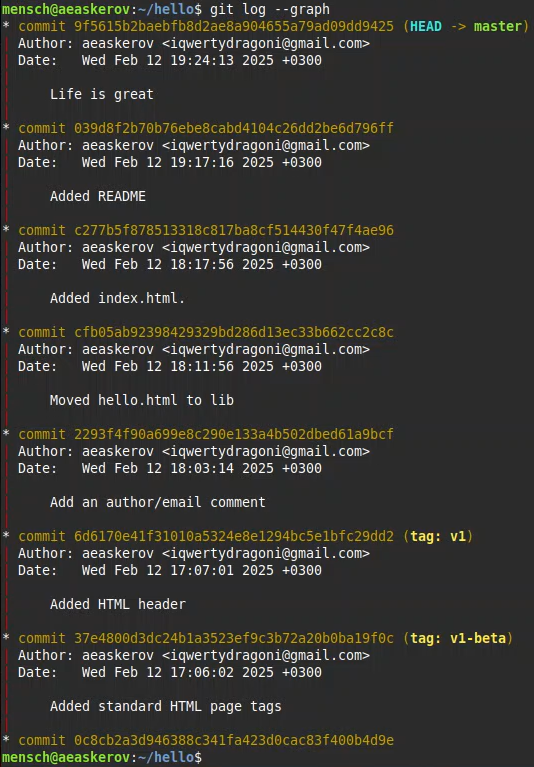 mensch@aeaskerov:~/hello$ git log --graph
* commit 9f5615b2baebfb8d2ae8a904655a79ad09dd9425 (HEAD -> master)
| Author: aeaskerov <iqwertydragoni@gmail.com>
| Date:   Wed Feb 12 19:24:13 2025 +0300
|
|     Life is great
|
* commit 039d8f2b70b76ebe8cabd4104c26dd2be6d796ff
| Author: aeaskerov <iqwertydragoni@gmail.com>
| Date:   Wed Feb 12 19:17:16 2025 +0300
|
|     Added README
|
* commit c277b5f878513318c817ba8cf514430f47f4ae96
| Author: aeaskerov <iqwertydragoni@gmail.com>
| Date:   Wed Feb 12 18:17:56 2025 +0300
|
|     Added index.html.
|
* commit cfb05ab92398429329bd286d13ec33b662cc2c8c
| Author: aeaskerov <iqwertydragoni@gmail.com>
| Date:   Wed Feb 12 18:11:56 2025 +0300
|
|     Moved hello.html to lib
|
* commit 2293f4f90a699e8c290e133a4b502dbed61a9bcf
| Author: aeaskerov <iqwertydragoni@gmail.com>
| Date:   Wed Feb 12 18:03:14 2025 +0300
|
|     Add an author/email comment
|
* commit 6d6170e41f31010a5324e8e1294bc5e1bfc29dd2 (tag: v1)
| Author: aeaskerov <iqwertydragoni@gmail.com>
| Date:   Wed Feb 12 17:07:01 2025 +0300
|
|     Added HTML header
|
* commit 37e4800d3dc24b1a3523ef9c3b72a20b0ba19f0c (tag: v1-beta)
| Author: aeaskerov <iqwertydragoni@gmail.com>
| Date:   Wed Feb 12 17:06:02 2025 +0300
|
|     Added standard HTML page tags
|
* commit 0c8cb2a3d946388c341fa423d0cac83f400b4d9e
mensch@aeaskerov:~/hello$